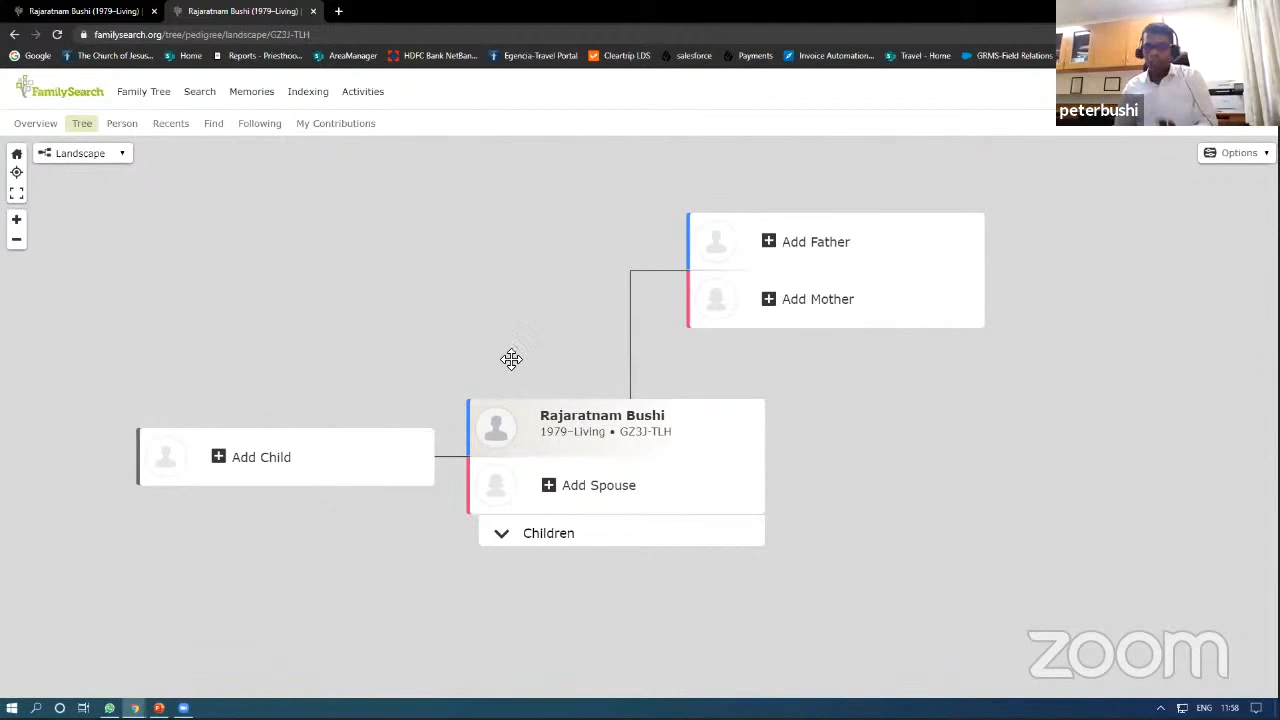 Rajaratnam Bushi (1979–Living) |
Rajaratnam Bushi (1979–Living) |
familysearch.org/tree/pedigree/landscape/GZ3J-TLH
Google
The Church of Jesus...
Home
Reports - Priesthoo...
AreaManager
HDFC Bank NetBan...
Egencia-Travel Portal
Cleartrip LDS
salesforce
Payments
Invoice Automation...
Travel - Home
GRMS-Field Relations
peterbushi
FamilySearch
Family Tree
Search
Memories
Indexing
Activities
Overview
Tree
Person
Recents
Find
Following
My Contributions
Landscape
Options
Add Father
Add Mother
Rajaratnam Bushi
1979–Living • GZ3J-TLH
Add Child
Add Spouse
Children
zoom
ENG
11:58